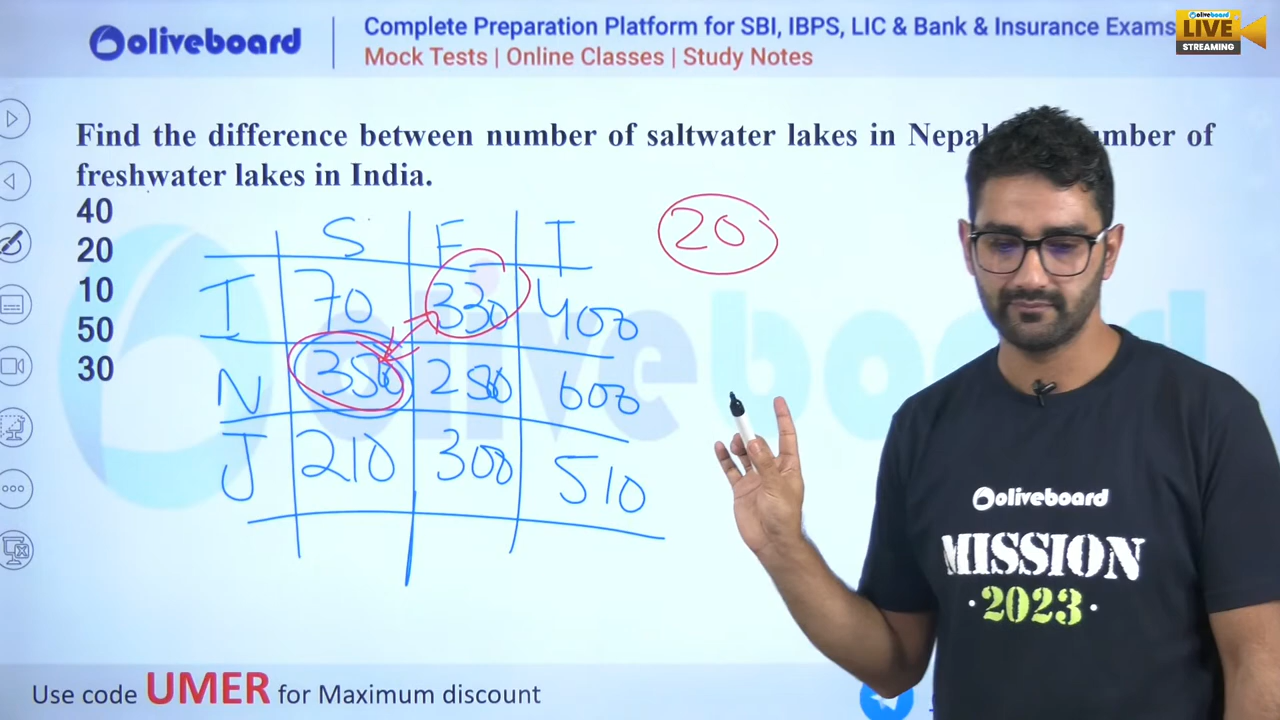 oliveboard
Complete Preparation Platform for SBI, IBPS, LIC & Bank & Insurance Exams
Mock Tests | Online Classes | Study Notes
LIVE
STREAMING
Find the difference between number of saltwater lakes in Nepal number of
freshwater lakes in India.
40
20
10
50
30
S F T
I 70 330 400
N 350 600
J 210 300 510
20
oliveboard
oliveboard
MISSION
2023
Use code UMER for Maximum discount